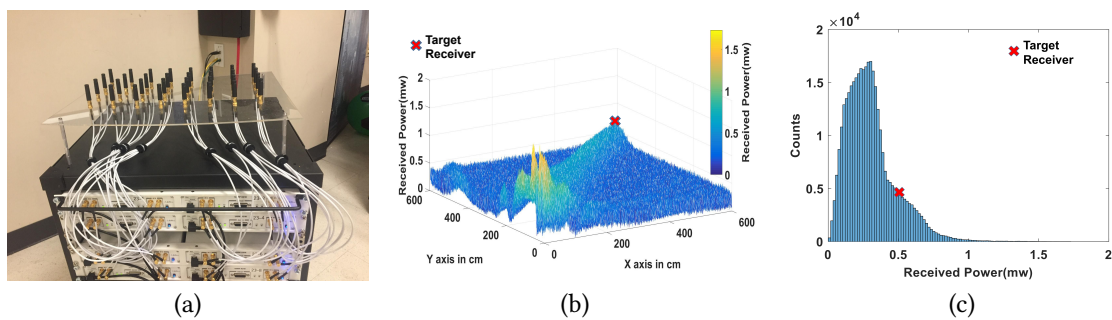 Target
Receiver
Received Power(mw)
2
1.5
1
0.5
0
600
400
200
0
0
200
400
600
Y axis in cm
X axis in cm
1.5
1
0.5
0
Received Power(mw)
×10⁴
Target
Receiver
Counts
2
1.5
1
0.5
0
0
0.5
1
1.5
2
Received Power(mw)
(a)
(b)
(c)